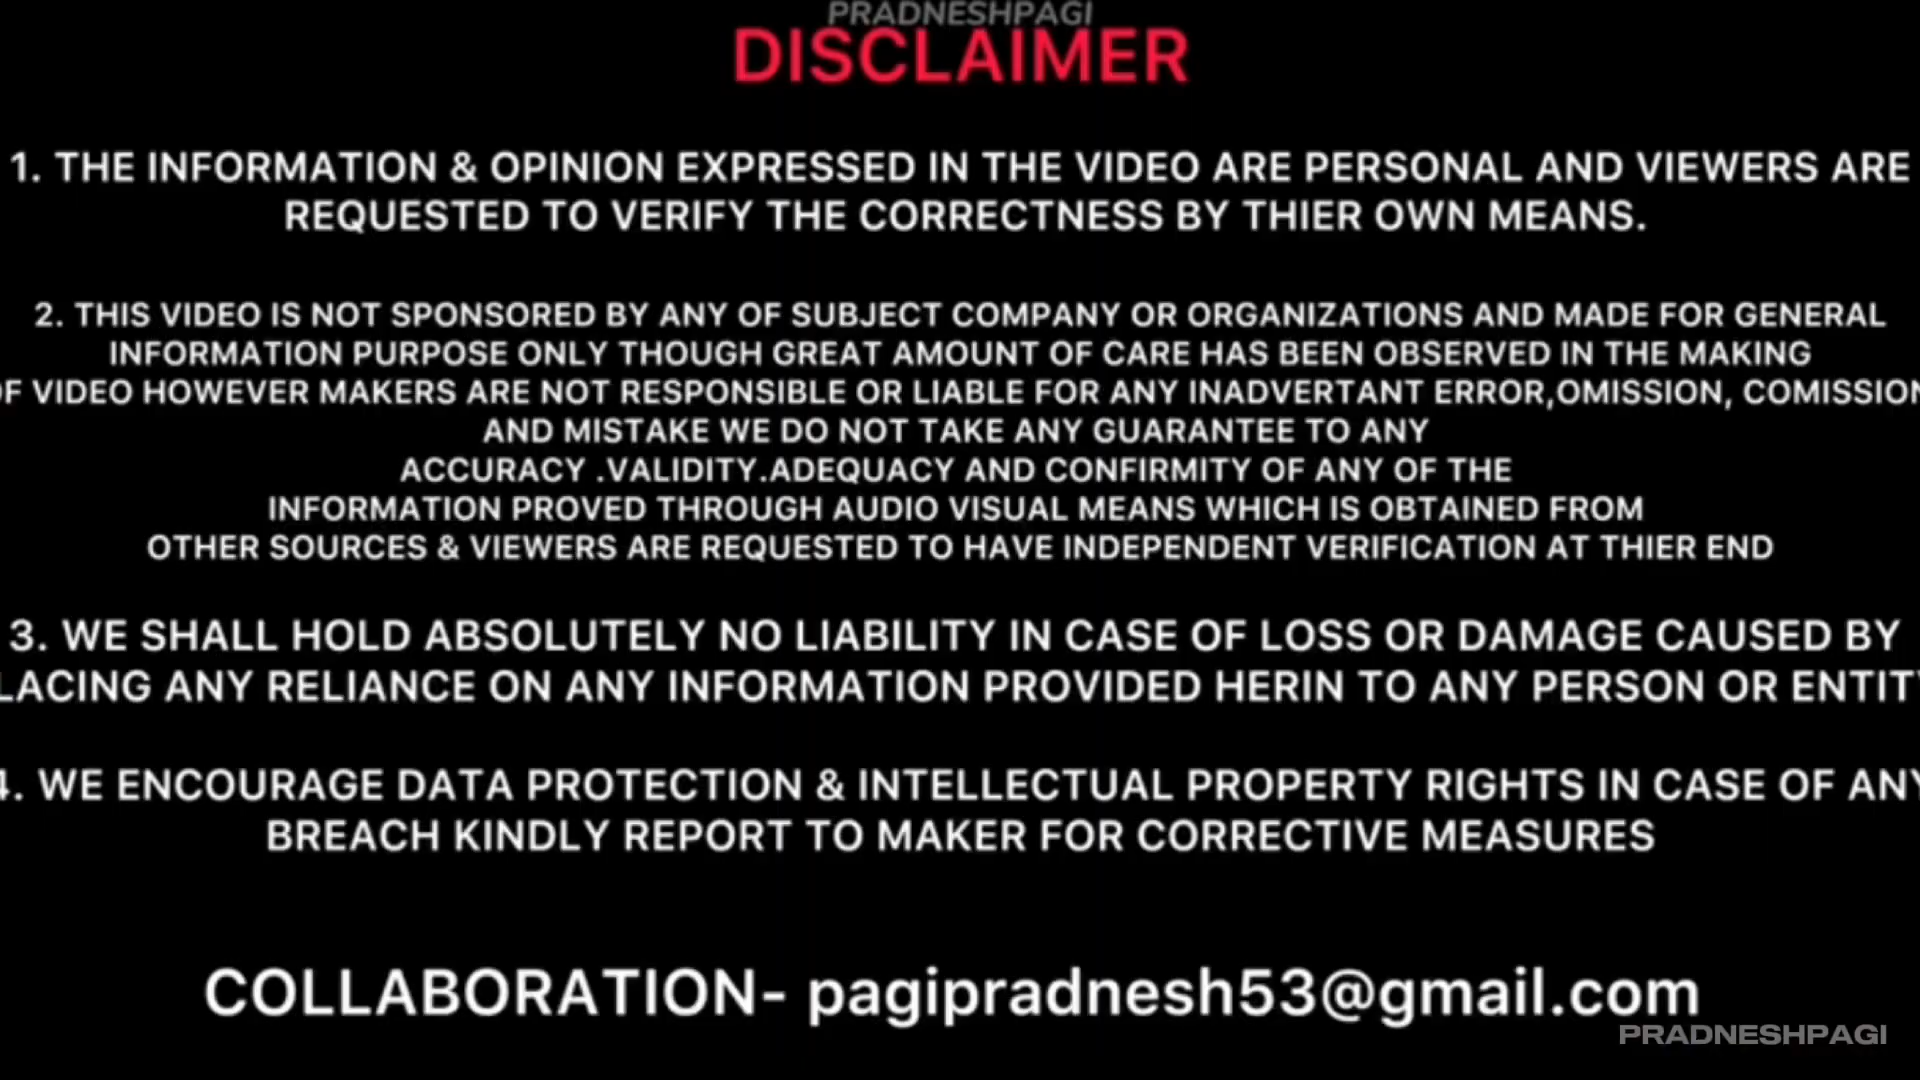 PRADNESHPAGI
DISCLAIMER
1. THE INFORMATION & OPINION EXPRESSED IN THE VIDEO ARE PERSONAL AND VIEWERS ARE
REQUESTED TO VERIFY THE CORRECTNESS BY THIER OWN MEANS.
2. THIS VIDEO IS NOT SPONSORED BY ANY OF SUBJECT COMPANY OR ORGANIZATIONS AND MADE FOR GENERAL
INFORMATION PURPOSE ONLY THOUGH GREAT AMOUNT OF CARE HAS BEEN OBSERVED IN THE MAKING
OF VIDEO HOWEVER MAKERS ARE NOT RESPONSIBLE OR LIABLE FOR ANY INADVERTANT ERROR,OMISSION, COMISSION
AND MISTAKE WE DO NOT TAKE ANY GUARANTEE TO ANY
ACCURACY .VALIDITY.ADEQUACY AND CONFIRMITY OF ANY OF THE
INFORMATION PROVED THROUGH AUDIO VISUAL MEANS WHICH IS OBTAINED FROM
OTHER SOURCES & VIEWERS ARE REQUESTED TO HAVE INDEPENDENT VERIFICATION AT THIER END
3. WE SHALL HOLD ABSOLUTELY NO LIABILITY IN CASE OF LOSS OR DAMAGE CAUSED BY
LACING ANY RELIANCE ON ANY INFORMATION PROVIDED HERIN TO ANY PERSON OR ENTITY
4. WE ENCOURAGE DATA PROTECTION & INTELLECTUAL PROPERTY RIGHTS IN CASE OF ANY
BREACH KINDLY REPORT TO MAKER FOR CORRECTIVE MEASURES
COLLABORATION- pagipradnesh53@gmail.com
PRADNESHPAGI